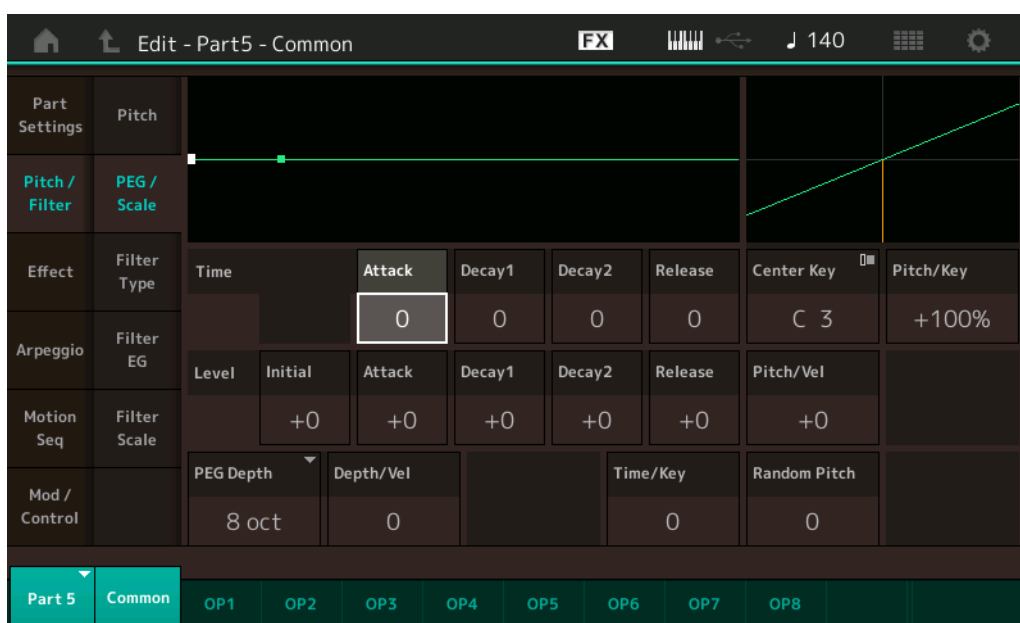 Edit - Part5 - Common FX ♩ 140
Part
Settings
Pitch
Pitch /
Filter
PEG /
Scale
Effect
Filter
Type
Arpeggio
Filter
EG
Motion
Seq
Filter
Scale
Mod /
Control
Time Attack Decay1 Decay2 Release Center Key Pitch/Key
0 0 0 0 C 3 +100%
Level Initial Attack Decay1 Decay2 Release Pitch/Vel
+0 +0 +0 +0 +0 +0
PEG Depth Depth/Vel Time/Key Random Pitch
8 oct 0 0 0
Part 5 Common OP1 OP2 OP3 OP4 OP5 OP6 OP7 OP8